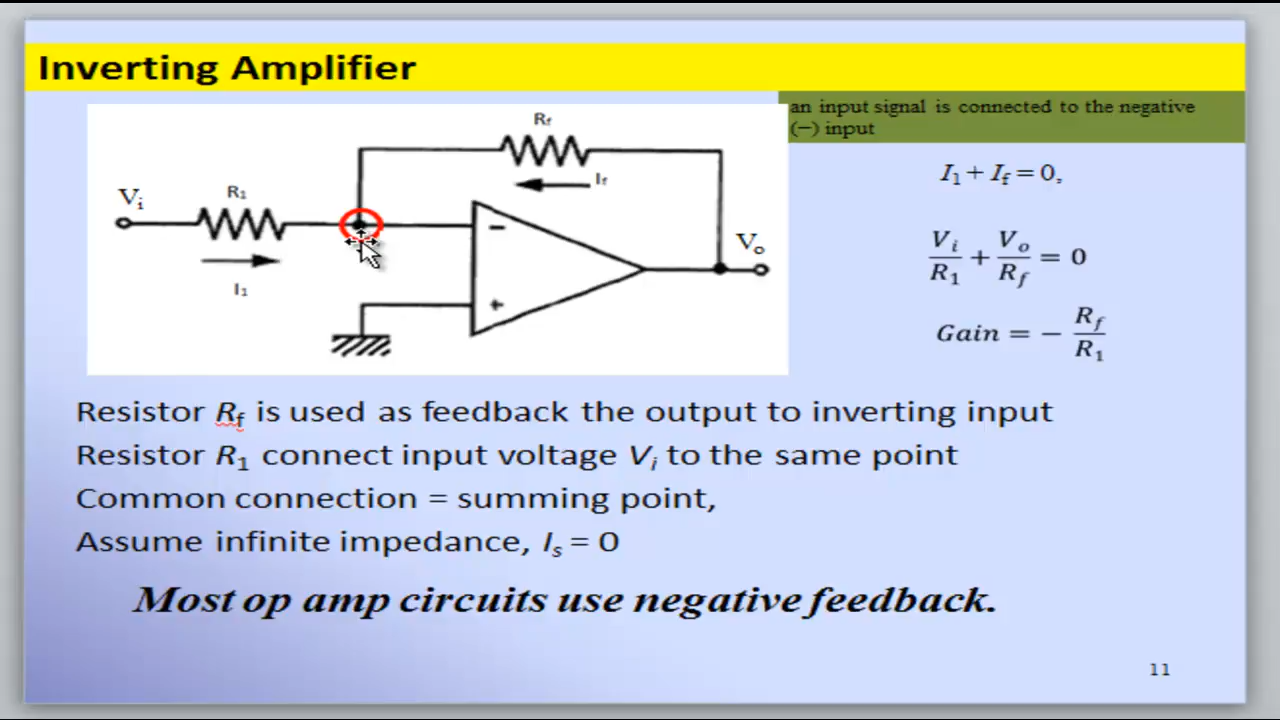 Inverting Amplifier
an input signal is connected to the negative
(−) input
Rf
If
Vi
R1
I1
−
+
Vo
I1 + If = 0,
Vi/R1 + Vo/Rf = 0
Gain = − Rf/R1
Resistor Rf is used as feedback the output to inverting input
Resistor R1 connect input voltage Vi to the same point
Common connection = summing point,
Assume infinite impedance, Is = 0
Most op amp circuits use negative feedback.
11